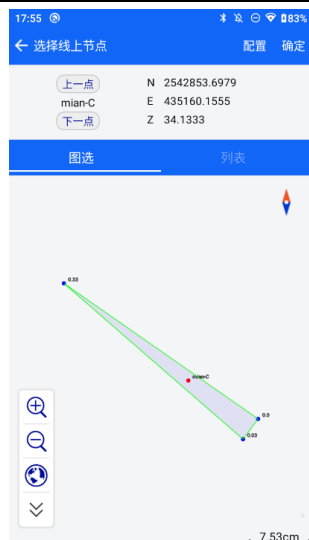 17:55 83%
选择线上节点 配置 确定
上一点 N 2542853.6979
mian-C E 435160.1555
下一点 Z 34.1333
图选 列表
0.33
mian-C
0.0
0.03
7.53cm